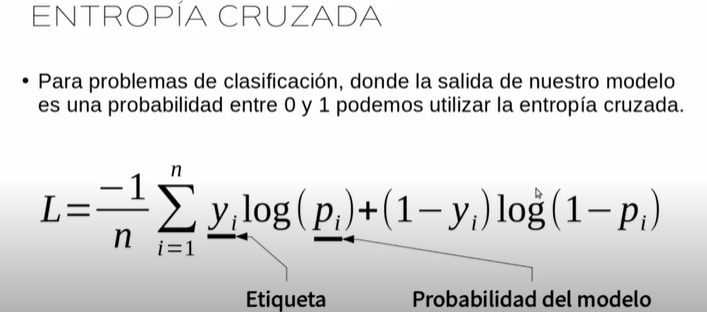 ENTROPÍA CRUZADA
• Para problemas de clasificación, donde la salida de nuestro modelo
es una probabilidad entre 0 y 1 podemos utilizar la entropía cruzada.
L = \frac{-1}{n} \sum_{i=1}^{n} y_i log(p_i)+(1−y_i)log(1−p_i)
Etiqueta Probabilidad del modelo